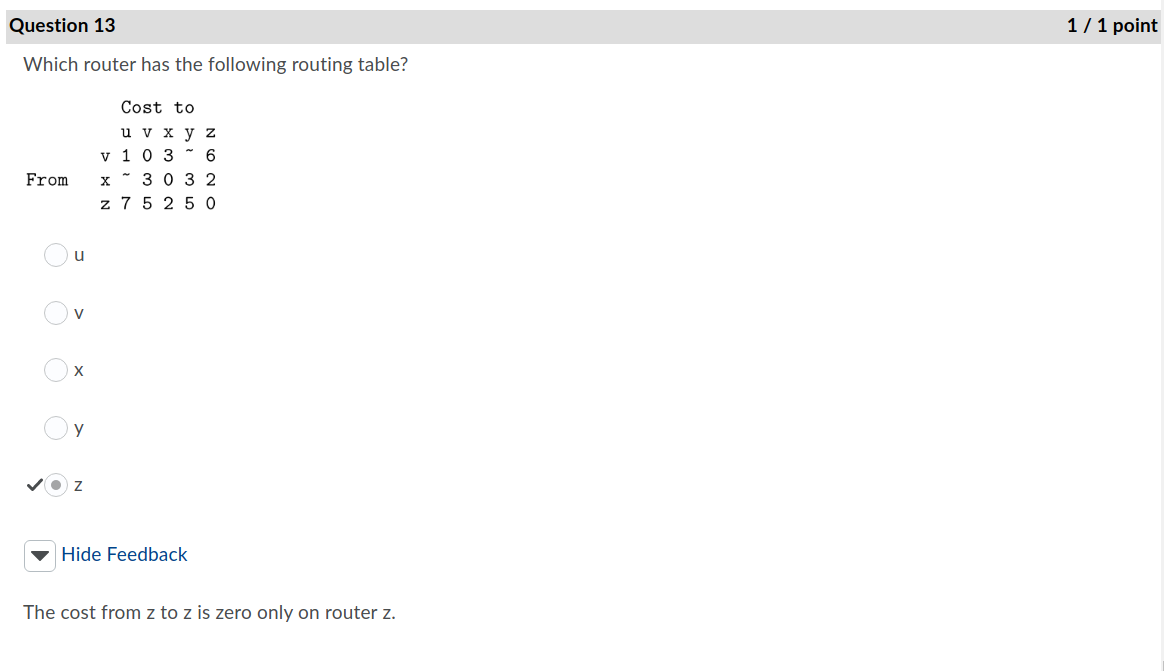 Question 13 1 / 1 point
Which router has the following routing table?
Cost to
u v x y z
v 1 0 3 ~ 6
From x ~ 3 0 3 2
z 7 5 2 5 0
u
v
x
y
z
Hide Feedback
The cost from z to z is zero only on router z.